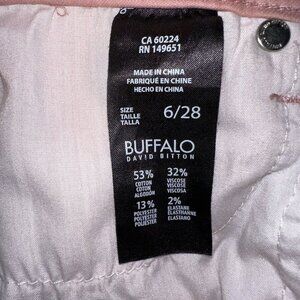 CA 60224
RN 149651
MADE IN CHINA
FABRIQUÉ EN CHINE
HECHO EN CHINA
SIZE
TAILLE
TALLA
6/28
BUFFALO
DAVID BITTON
53%
COTTON
COTON
ALGODÓN
32%
VISCOSE
VISCOSE
VISCOSA
13%
POLYESTER
POLYESTER
POLIÉSTER
2%
ELASTANE
ELASTHANNE
ELASTANO